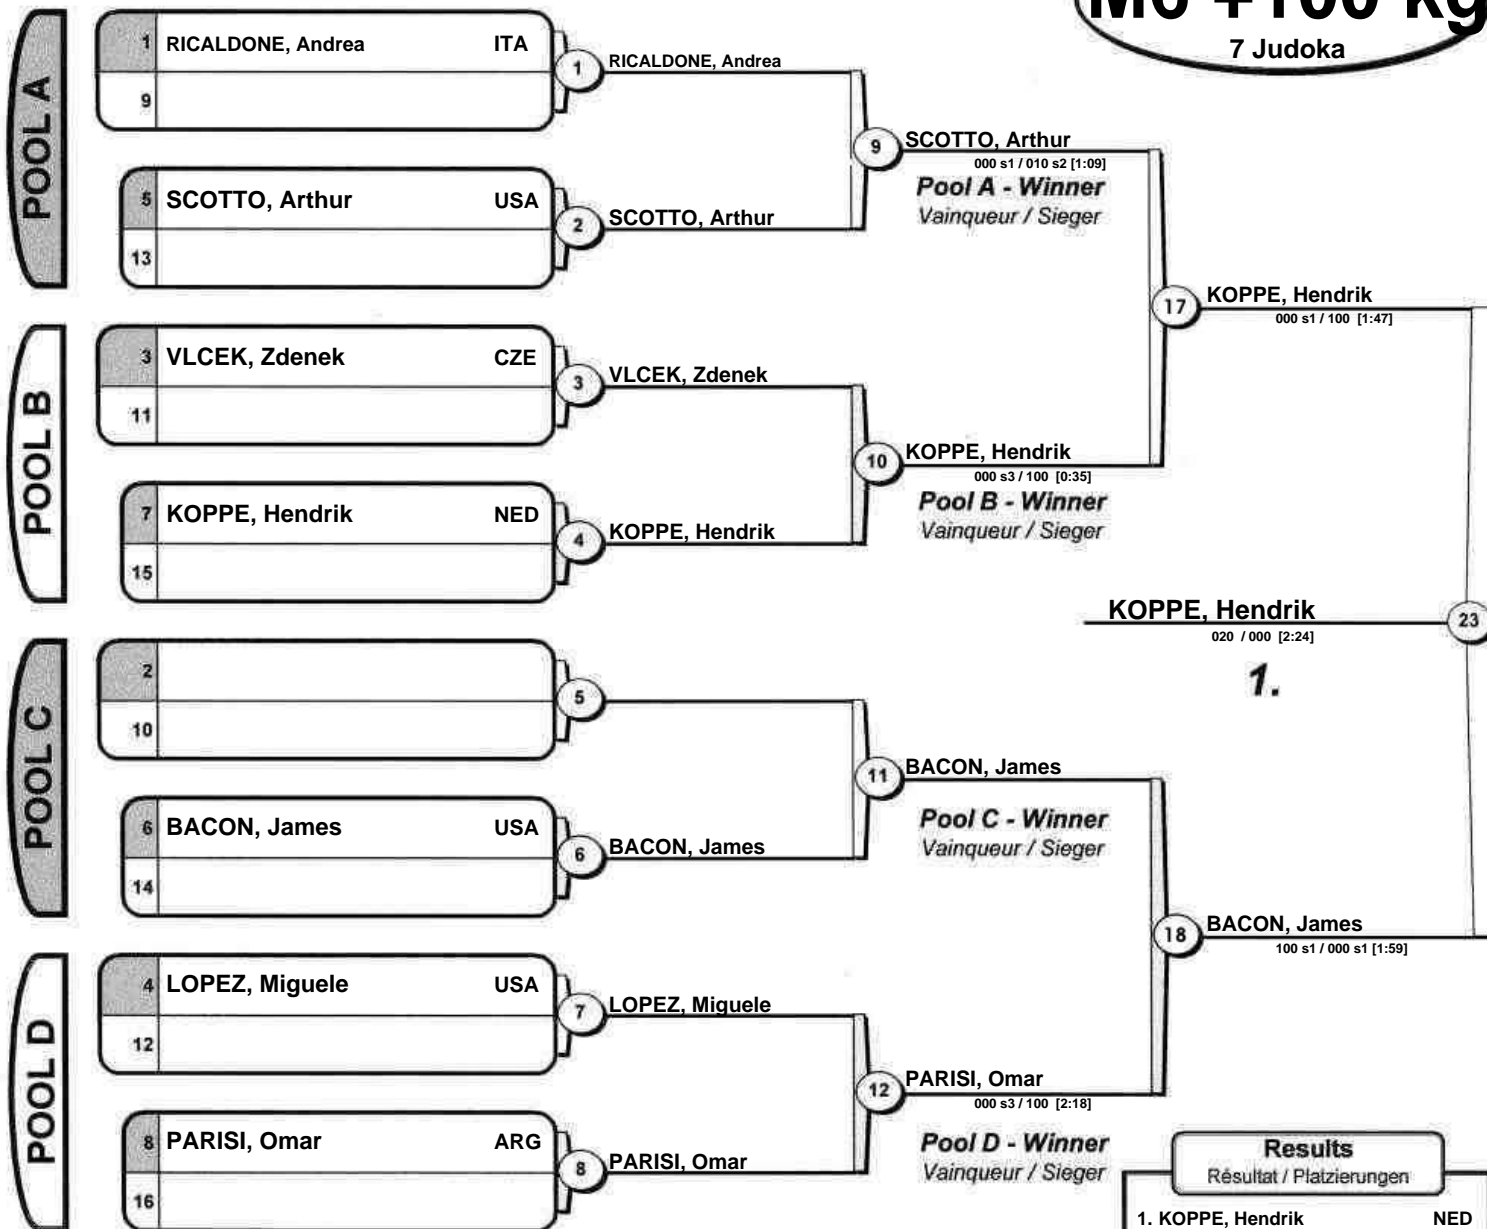 M6 +100 kg
7 Judoka
POOL A
1 RICALDONE, Andrea ITA
9
1 RICALDONE, Andrea
5 SCOTTO, Arthur USA
13
2 SCOTTO, Arthur
9 SCOTTO, Arthur
000 s1 / 010 s2 [1:09]
Pool A - Winner
Vainqueur / Sieger
POOL B
3 VLCEK, Zdenek CZE
11
3 VLCEK, Zdenek
7 KOPPE, Hendrik NED
15
4 KOPPE, Hendrik
10 KOPPE, Hendrik
000 s3 / 100 [0:35]
Pool B - Winner
Vainqueur / Sieger
17 KOPPE, Hendrik
000 s1 / 100 [1:47]
KOPPE, Hendrik 23
020 / 000 [2:24]
1.
POOL C
2
10
5
6 BACON, James USA
14
6 BACON, James
11 BACON, James
Pool C - Winner
Vainqueur / Sieger
18 BACON, James
100 s1 / 000 s1 [1:59]
POOL D
4 LOPEZ, Miguele USA
12
7 LOPEZ, Miguele
8 PARISI, Omar ARG
16
8 PARISI, Omar
12 PARISI, Omar
000 s3 / 100 [2:18]
Pool D - Winner
Vainqueur / Sieger
Results
Résultat / Platzierungen
1. KOPPE, Hendrik NED